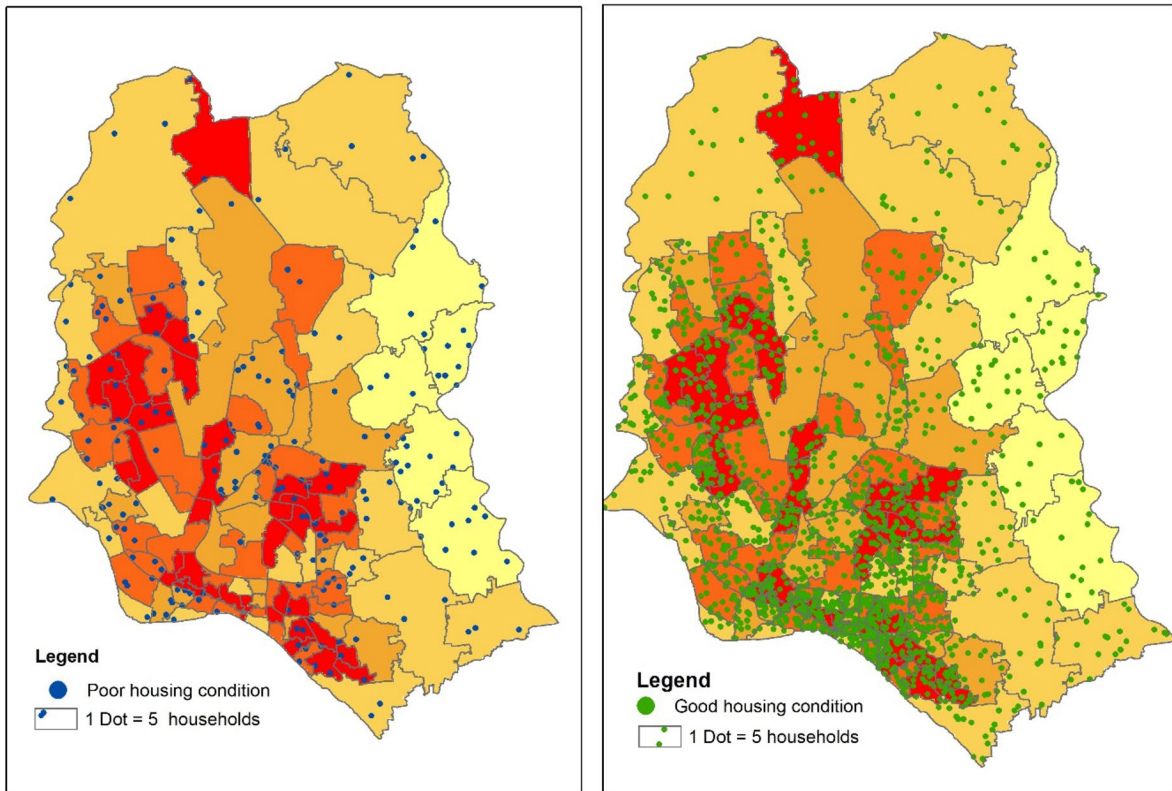 Legend
Poor housing condition
1 Dot = 5 households
Legend
Good housing condition
1 Dot = 5 households